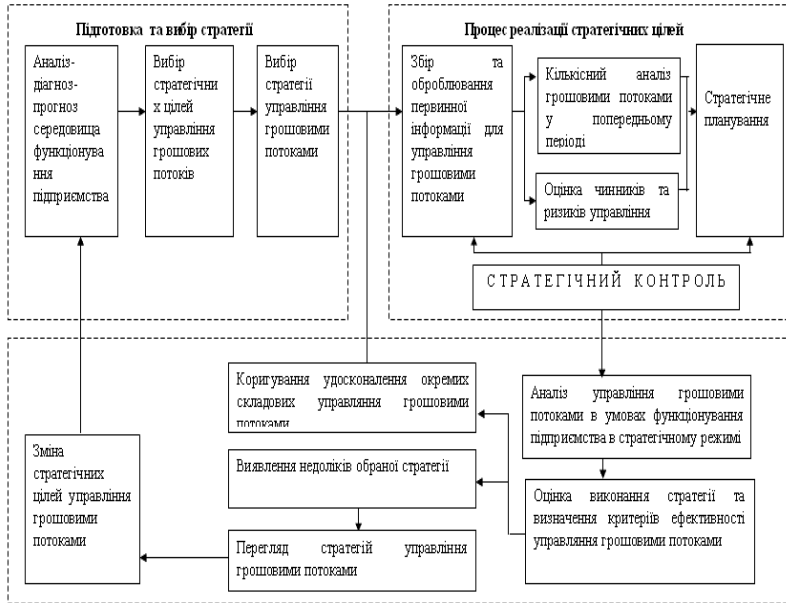 Підготовка та вибір стратегії
Аналіз-
діагноз-
прогноз
середовища
функціонува
ння
підприємства
Вибір
стратегічни
х цілей
управління
грошових
потоків
Вибір
стратегії
управління
грошовими
потоками
Процес реалізації стратегічних цілей
Збір та
оброблювання
первинної
інформації для
управління
грошовими
потоками
Кількісний аналіз
грошовими потоками
у попередньому
періоді
Оцінка чинників та
ризиків управління
Стратегічне
планування
СТРАТЕГІЧНИЙ КОНТРОЛЬ
Коригування удосконалення окремих
складових управляння грошовими
потоками
Аналіз управління грошовими
потоками в умовах функціонування
підприємства в стратегічному режимі
Зміна
стратегічних
цілей управління
грошовими
потоками
Виявлення недоліків обраної стратегії
Оцінка виконання стратегії та
визначення критеріїв ефективності
управляння грошовими потоками
Перегляд стратегій управління
грошовими потоками